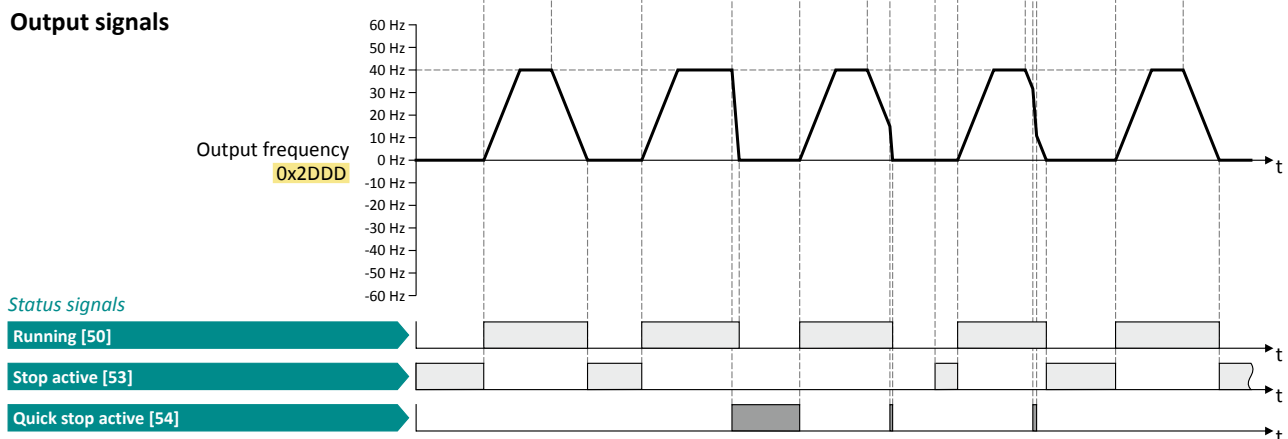 Output signals
60 Hz
50 Hz
40 Hz
30 Hz
20 Hz
10 Hz
0 Hz
-10 Hz
-20 Hz
-30 Hz
-40 Hz
-50 Hz
-60 Hz
Output frequency
0x2DDD
t
Status signals
Running [50]
t
Stop active [53]
t
Quick stop active [54]
t